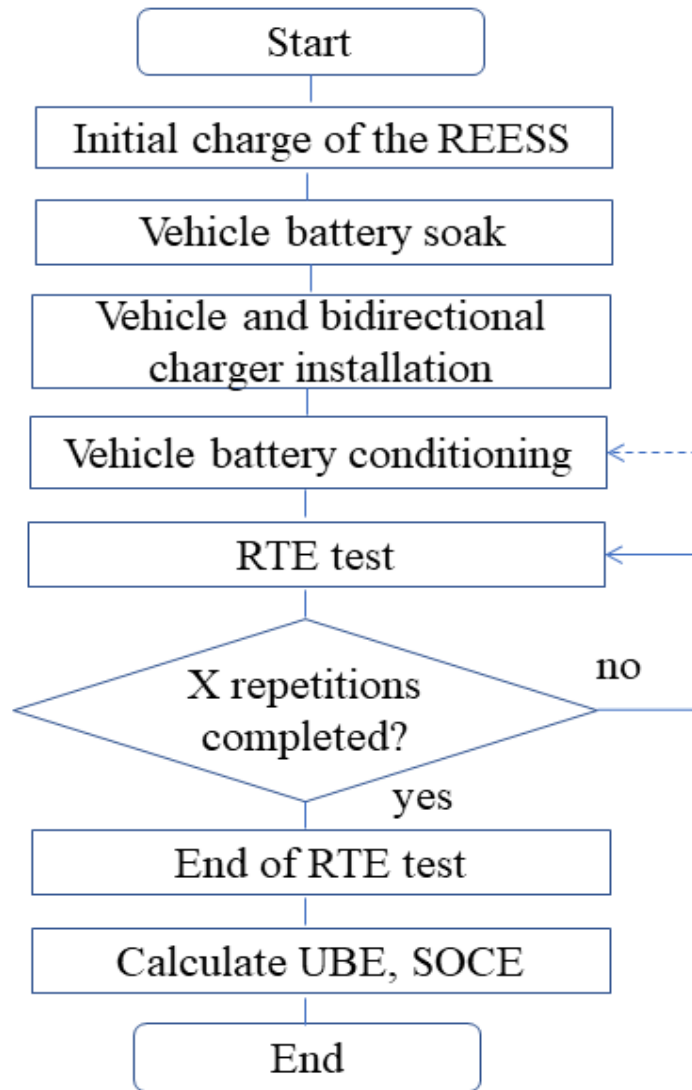 Start
Initial charge of the REESS
Vehicle battery soak
Vehicle and bidirectional
charger installation
Vehicle battery conditioning
RTE test
X repetitions
completed?
no
yes
End of RTE test
Calculate UBE, SOCE
End